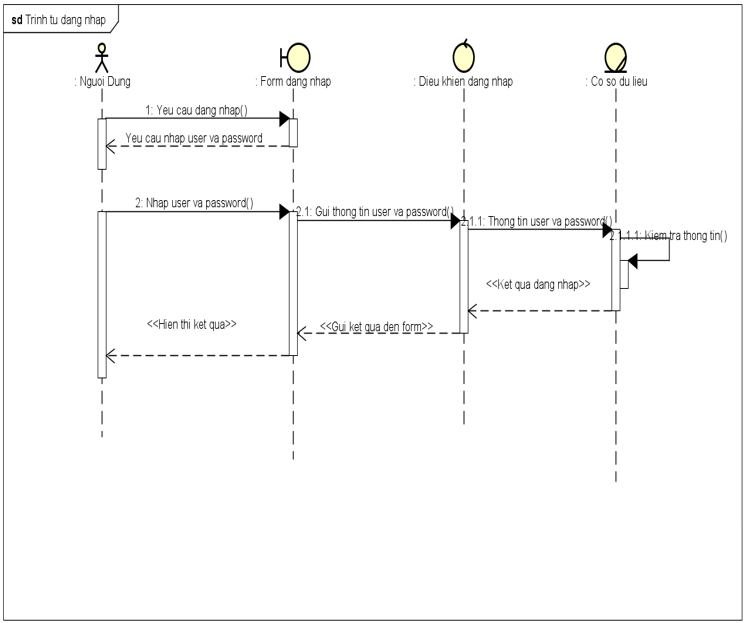 sd Trinh tu dang nhap
: Nguoi Dung
: Form dang nhap
: Dieu khien dang nhap
: Co so du lieu
1: Yeu cau dang nhap()
Yeu cau nhap user va password
2: Nhap user va password()
2.1: Gui thong tin user va password()
2.1.1: Thong tin user va password()
2.1.1.1: Kiem tra thong tin()
<<Ket qua dang nhap>>
<<Gui ket qua den form>>
<<Hien thi ket qua>>